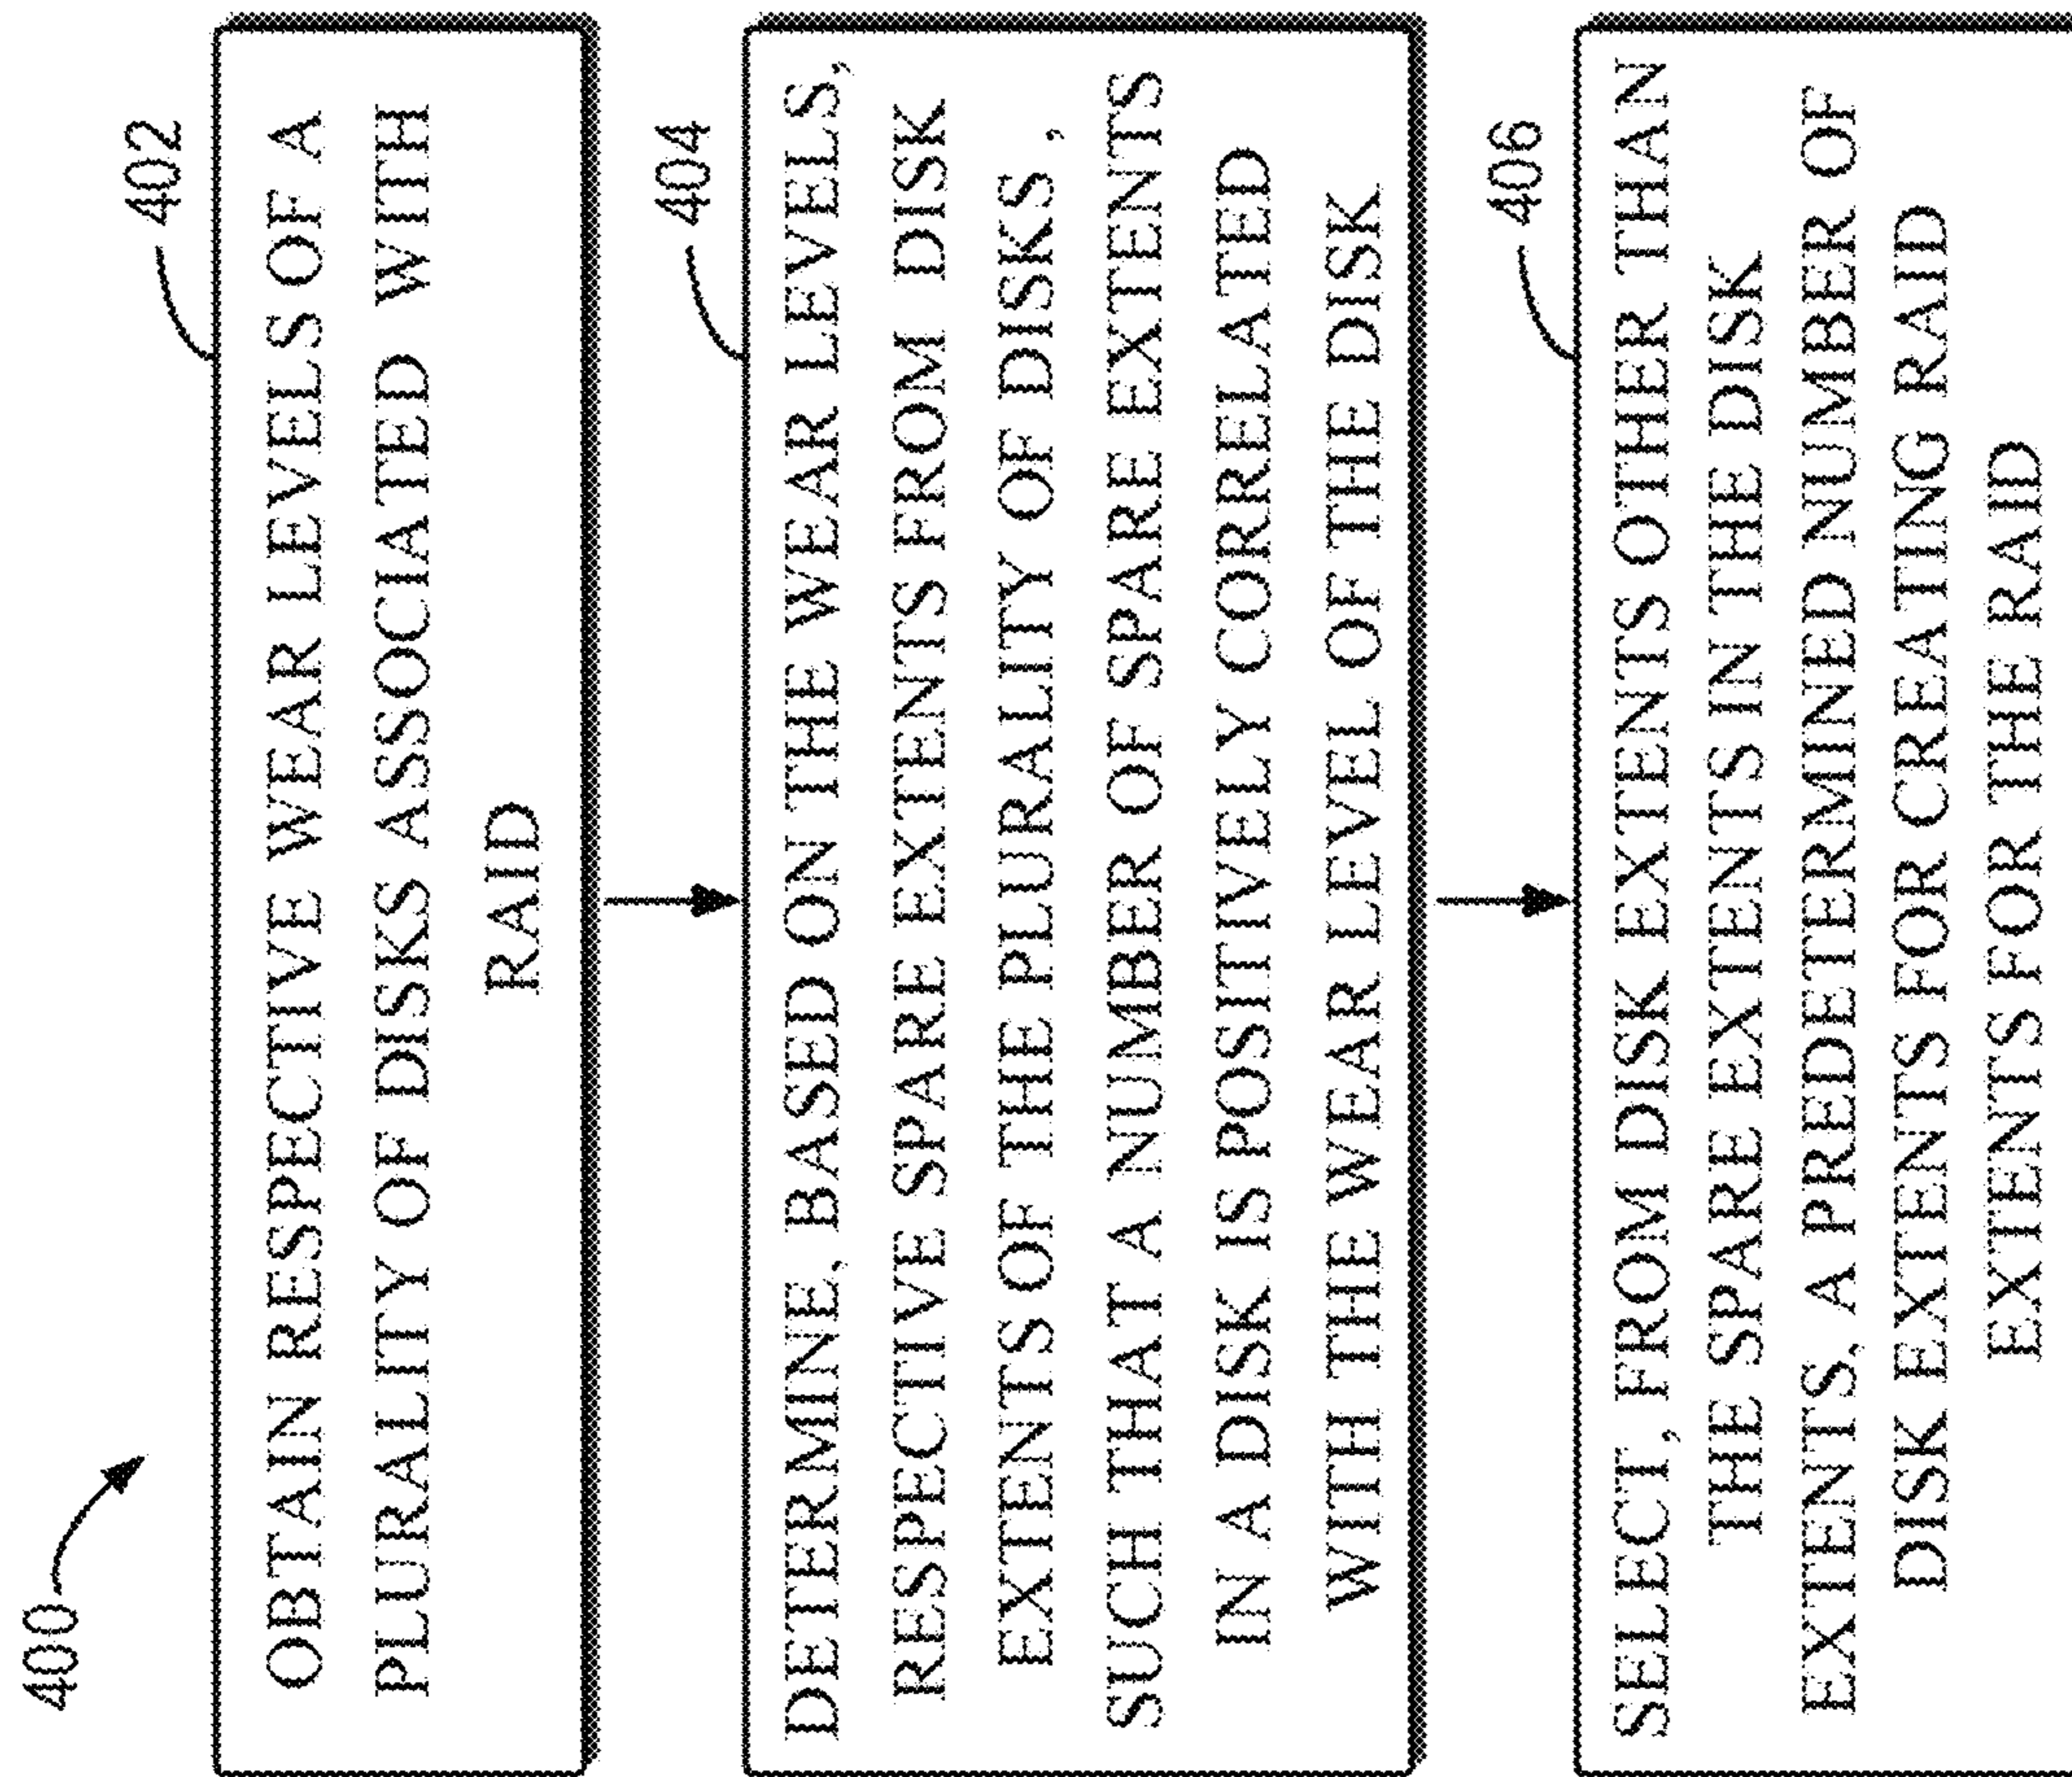 400
402
OBTAIN RESPECTIVE WEAR LEVELS OF A
PLURALITY OF DISKS ASSOCIATED WITH
RAID
404
DETERMINE, BASED ON THE WEAR LEVELS,
RESPECTIVE SPARE EXTENTS FROM DISK
EXTENTS OF THE PLURALITY OF DISKS ,
SUCH THAT A NUMBER OF SPARE EXTENTS
IN A DISK IS POSITIVELY CORRELATED
WITH THE WEAR LEVEL OF THE DISK
406
SELECT, FROM DISK EXTENTS OTHER THAN
THE SPARE EXTENTS IN THE DISK
EXTENTS, A PREDETERMINED NUMBER OF
DISK EXTENTS FOR CREATING RAID
EXTENTS FOR THE RAID